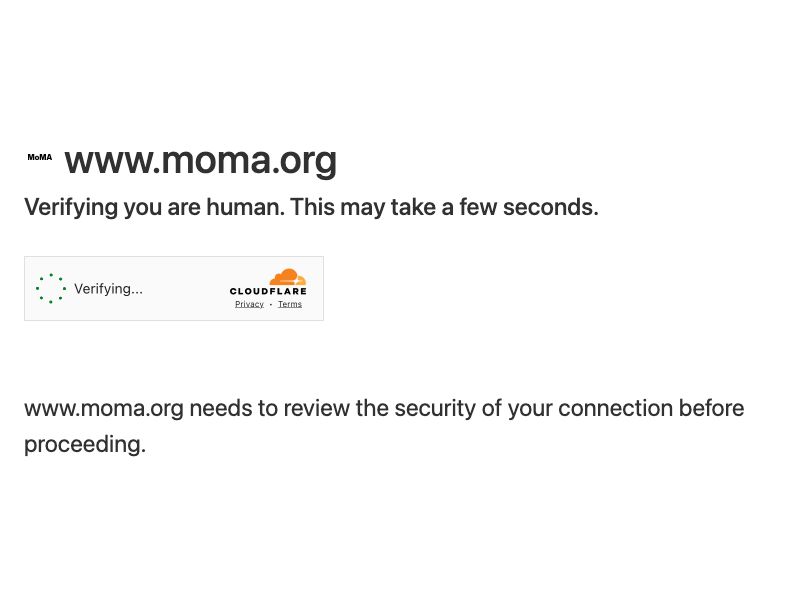 MoMA www.moma.org
Verifying you are human. This may take a few seconds.
Verifying...
CLOUDFLARE
Privacy • Terms
www.moma.org needs to review the security of your connection before
proceeding.